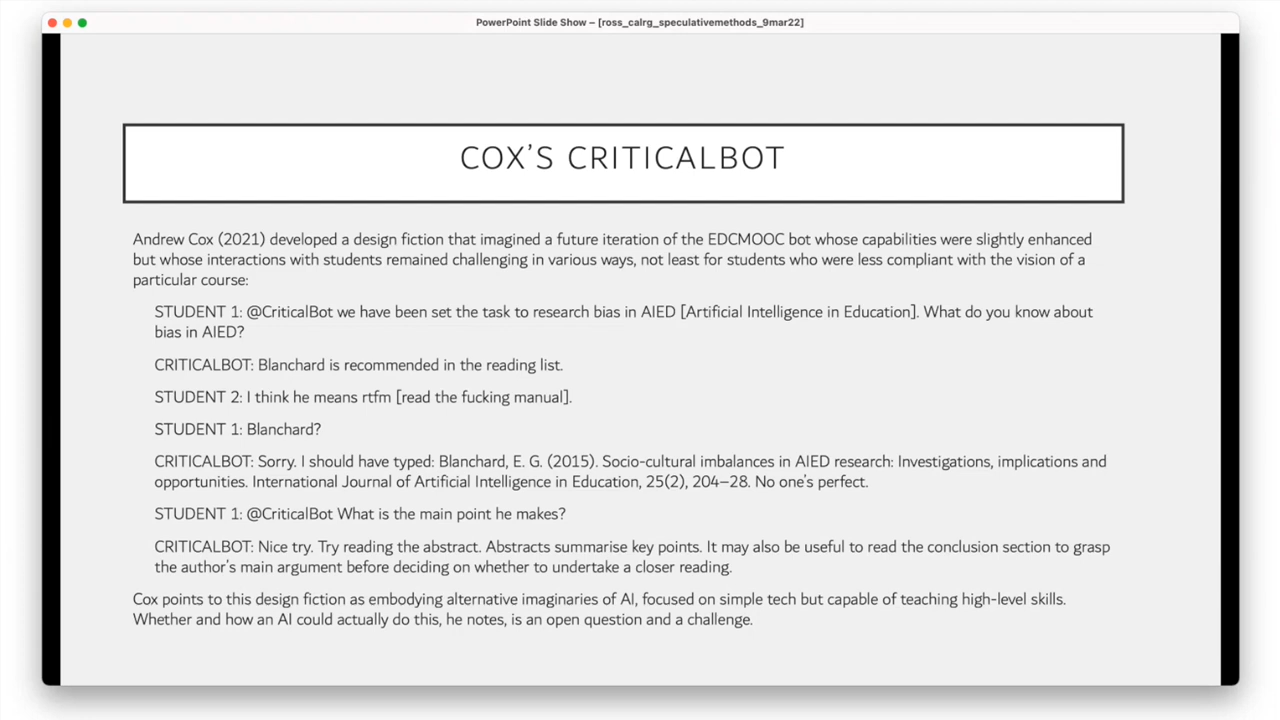 PowerPoint Slide Show – [ross_calrg_speculativemethods_9mar22]
COX’S CRITICALBOT
Andrew Cox (2021) developed a design fiction that imagined a future iteration of the EDCMOOC bot whose capabilities were slightly enhanced
but whose interactions with students remained challenging in various ways, not least for students who were less compliant with the vision of a
particular course:
STUDENT 1: @CriticalBot we have been set the task to research bias in AIED [Artificial Intelligence in Education]. What do you know about
bias in AIED?
CRITICALBOT: Blanchard is recommended in the reading list.
STUDENT 2: I think he means rtfm [read the fucking manual].
STUDENT 1: Blanchard?
CRITICALBOT: Sorry. I should have typed: Blanchard, E. G. (2015). Socio-cultural imbalances in AIED research: Investigations, implications and
opportunities. International Journal of Artificial Intelligence in Education, 25(2), 204–28. No one’s perfect.
STUDENT 1: @CriticalBot What is the main point he makes?
CRITICALBOT: Nice try. Try reading the abstract. Abstracts summarise key points. It may also be useful to read the conclusion section to grasp
the author’s main argument before deciding on whether to undertake a closer reading.
Cox points to this design fiction as embodying alternative imaginaries of AI, focused on simple tech but capable of teaching high-level skills.
Whether and how an AI could actually do this, he notes, is an open question and a challenge.